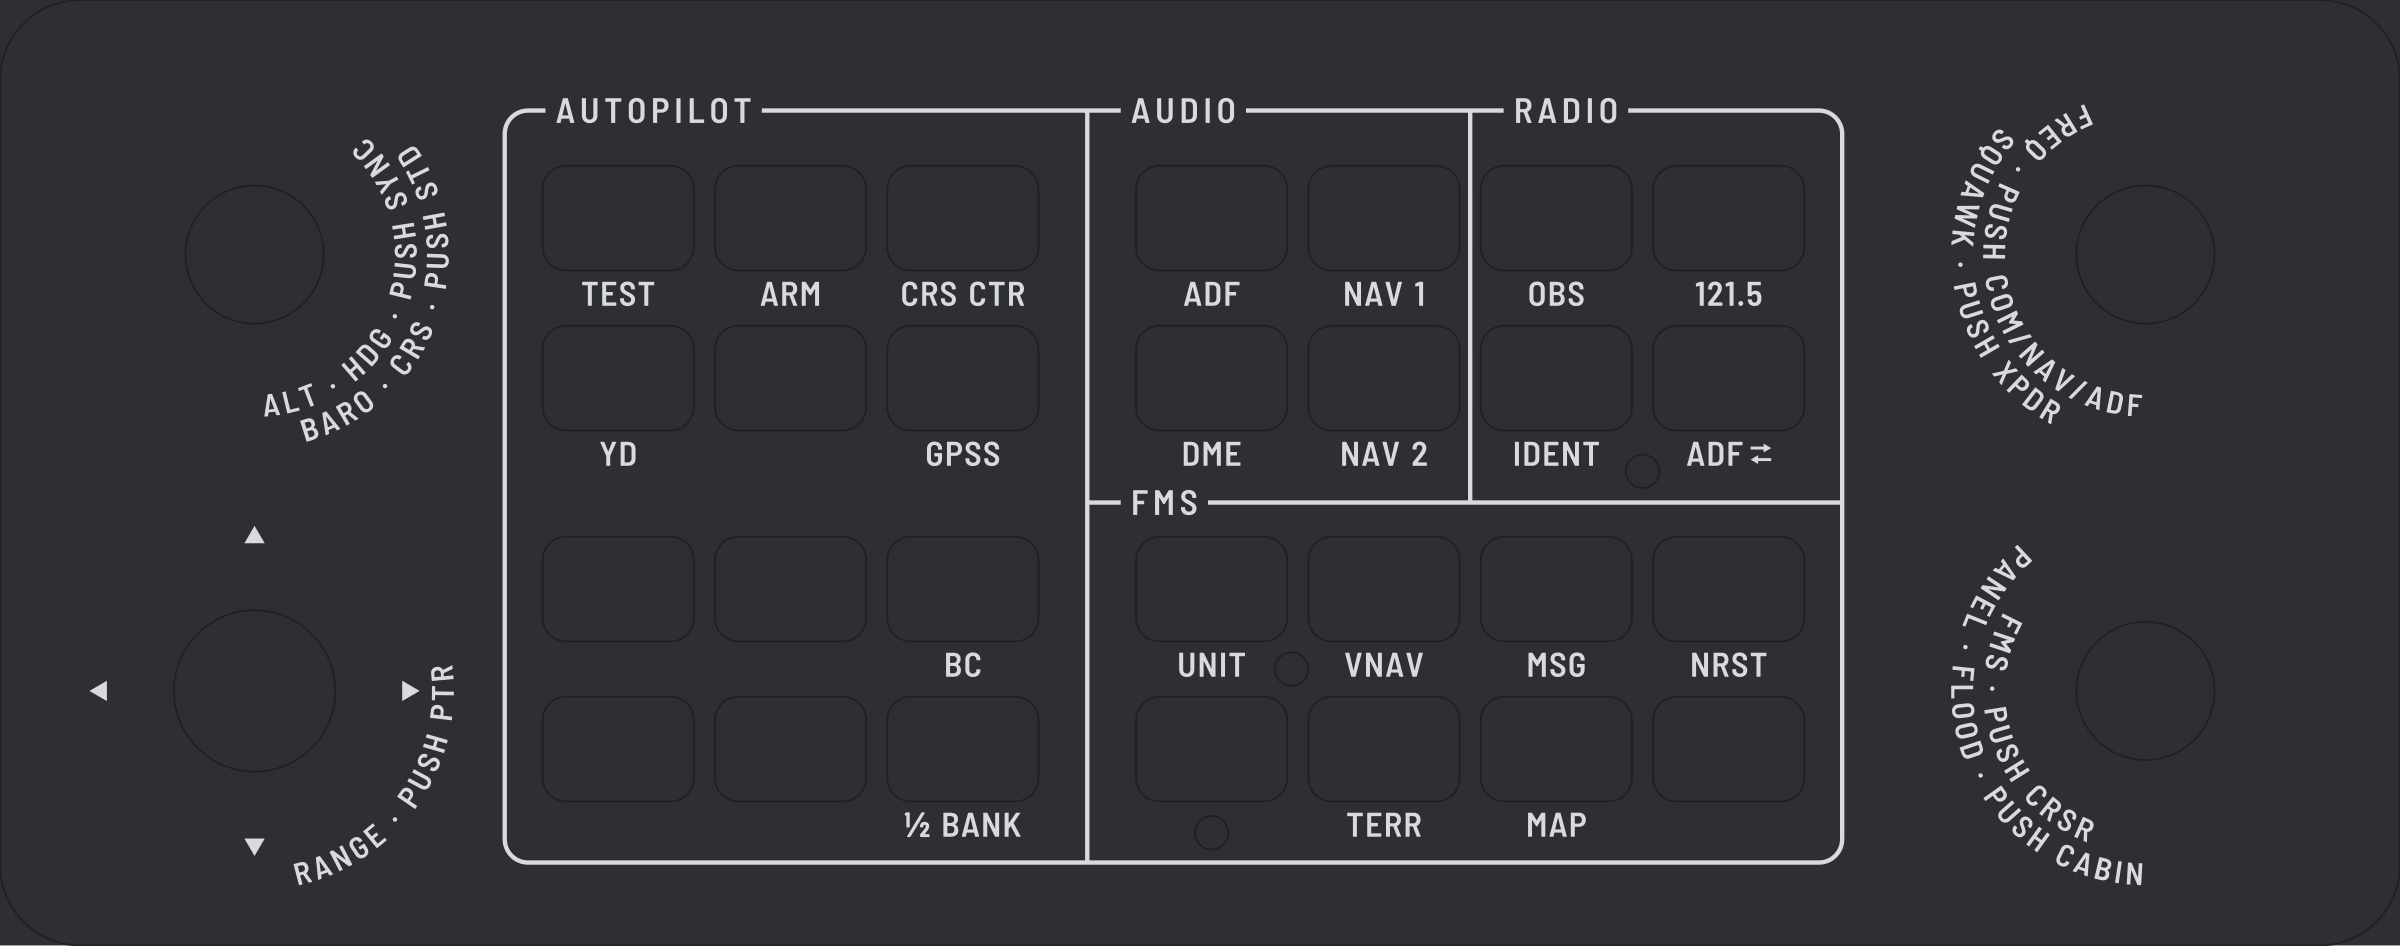 AUTOPILOT
AUDIO
RADIO
ALT · HDG · PUSH SYNC
BARO · CRS · PUSH STD
TEST ARM CRS CTR
ADF NAV 1
OBS 121.5
FREQ · PUSH COM/NAV/ADF
SQUAWK · PUSH XPDR
YD GPSS
DME NAV 2
IDENT ADF⇄
FMS
▲
◀ ▶
▼
RANGE · PUSH PTR
BC
UNIT VNAV MSG NRST
FMS · PUSH CRSR
PANEL · FLOOD · PUSH CABIN
½ BANK
TERR MAP